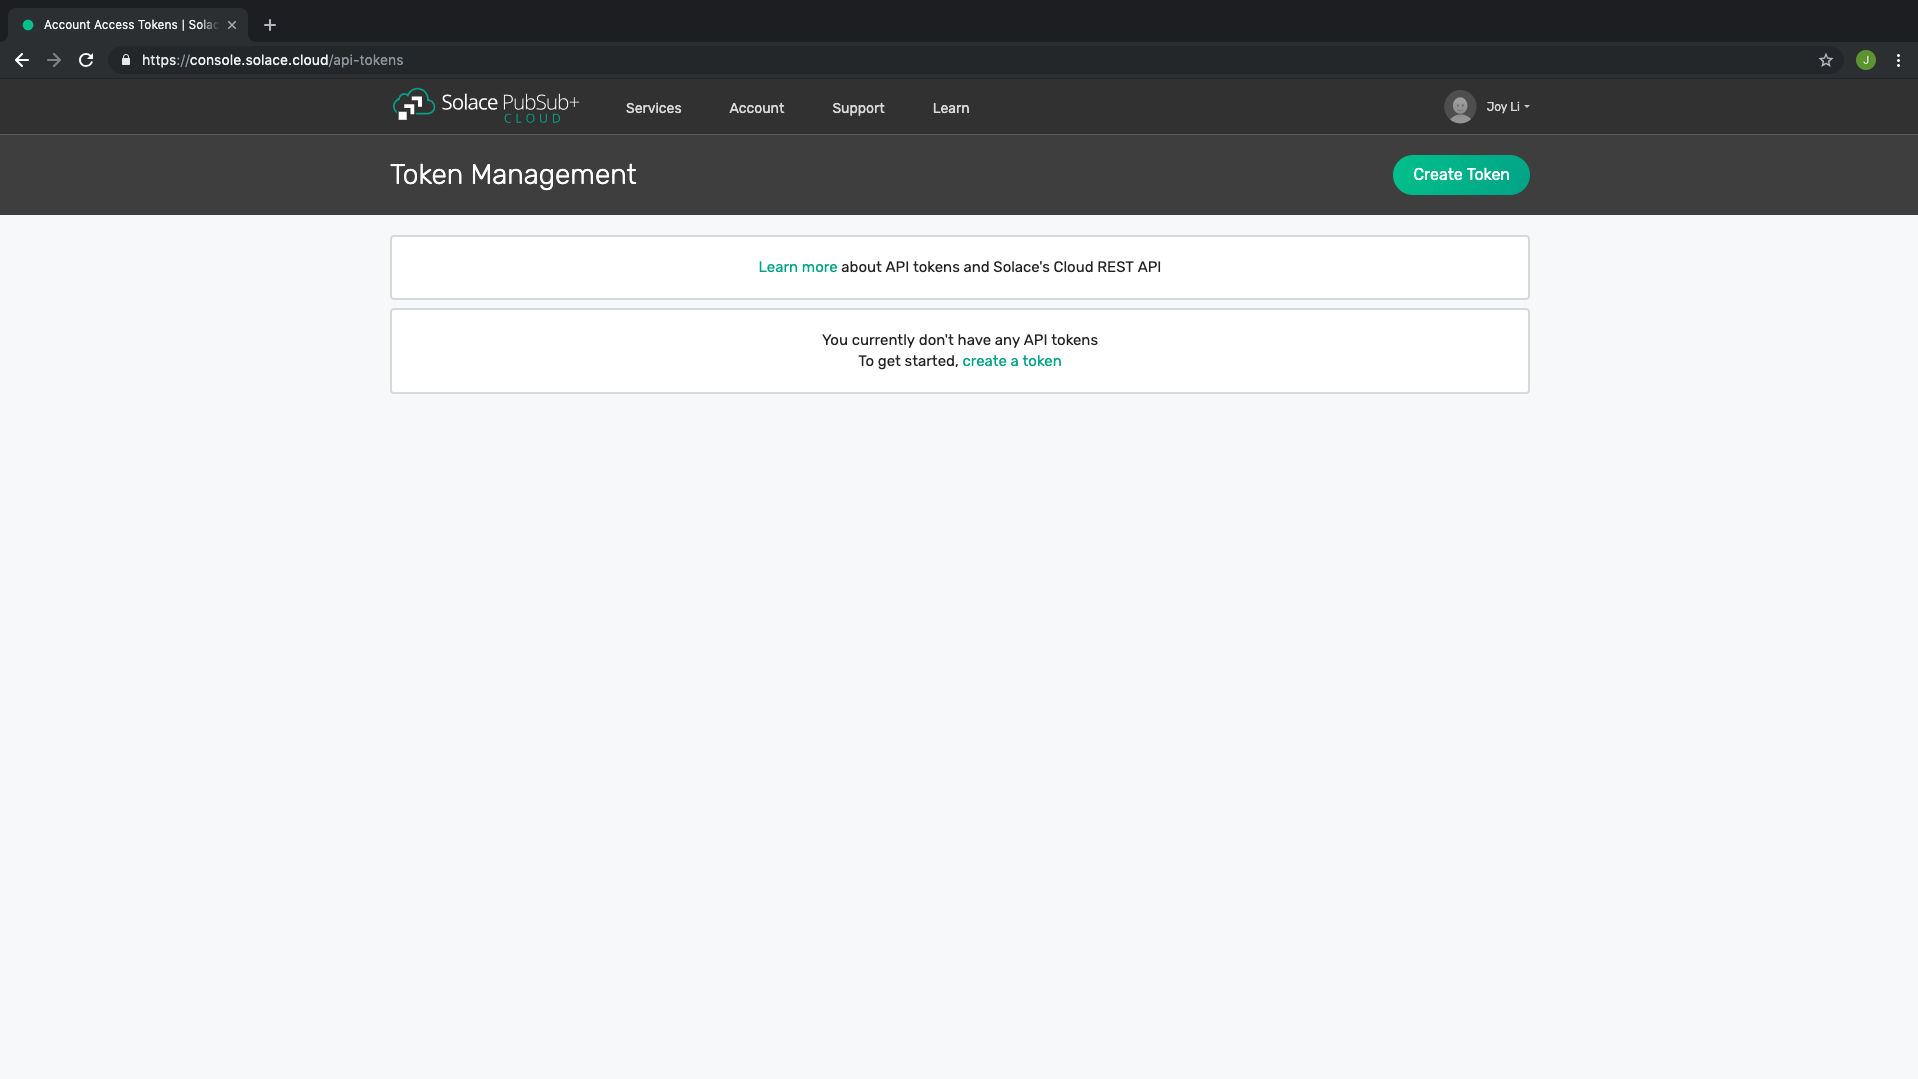 Account Access Tokens | Solac
https://console.solace.cloud/api-tokens
J
Solace PubSub+
CLOUD
Services
Account
Support
Learn
Joy Li
Token Management
Create Token
Learn more about API tokens and Solace's Cloud REST API
You currently don't have any API tokens
To get started, create a token